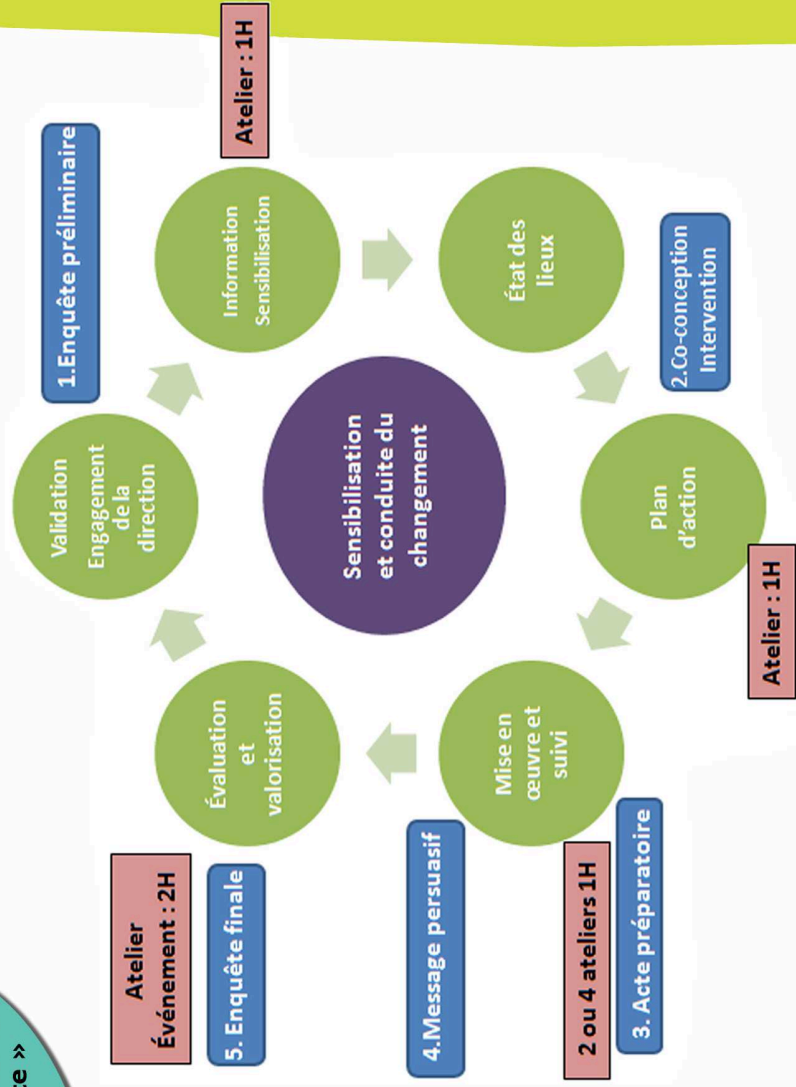 ce »
1.Enquête préliminaire
Atelier : 1H
Validation
Engagement
de la
direction
Information
Sensibilisation
État des
lieux
2.Co-conception
Intervention
Plan
d'action
Atelier : 1H
Mise en
œuvre et
suivi
2 ou 4 ateliers 1H
3. Acte préparatoire
4.Message persuasif
Évaluation
et
valorisation
Atelier
Événement : 2H
5. Enquête finale
Sensibilisation
et conduite du
changement